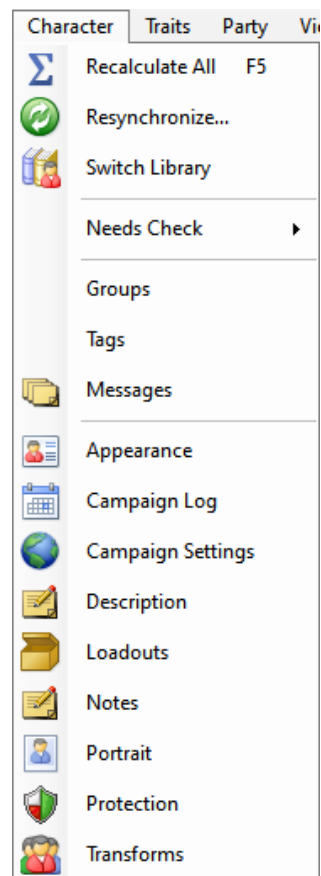 Character Traits Party Vi
Recalculate All F5
Resynchronize...
Switch Library
Needs Check
Groups
Tags
Messages
Appearance
Campaign Log
Campaign Settings
Description
Loadouts
Notes
Portrait
Protection
Transforms